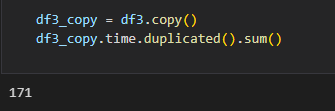 df3_copy = df3.copy()
df3_copy.time.duplicated().sum()
171